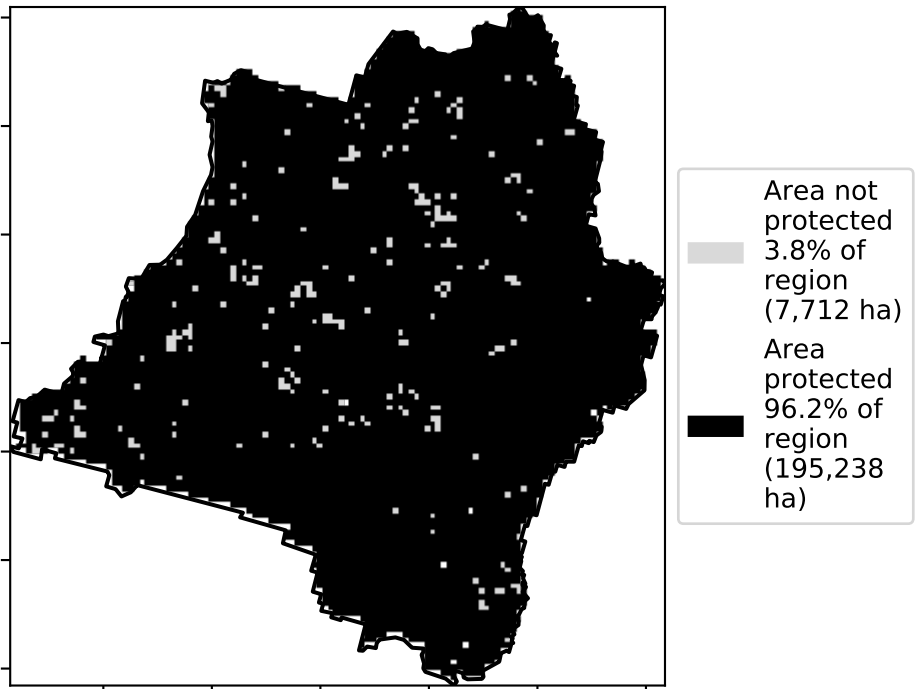 Area not
protected
3.8% of
region
(7,712 ha)
Area
protected
96.2% of
region
(195,238
ha)